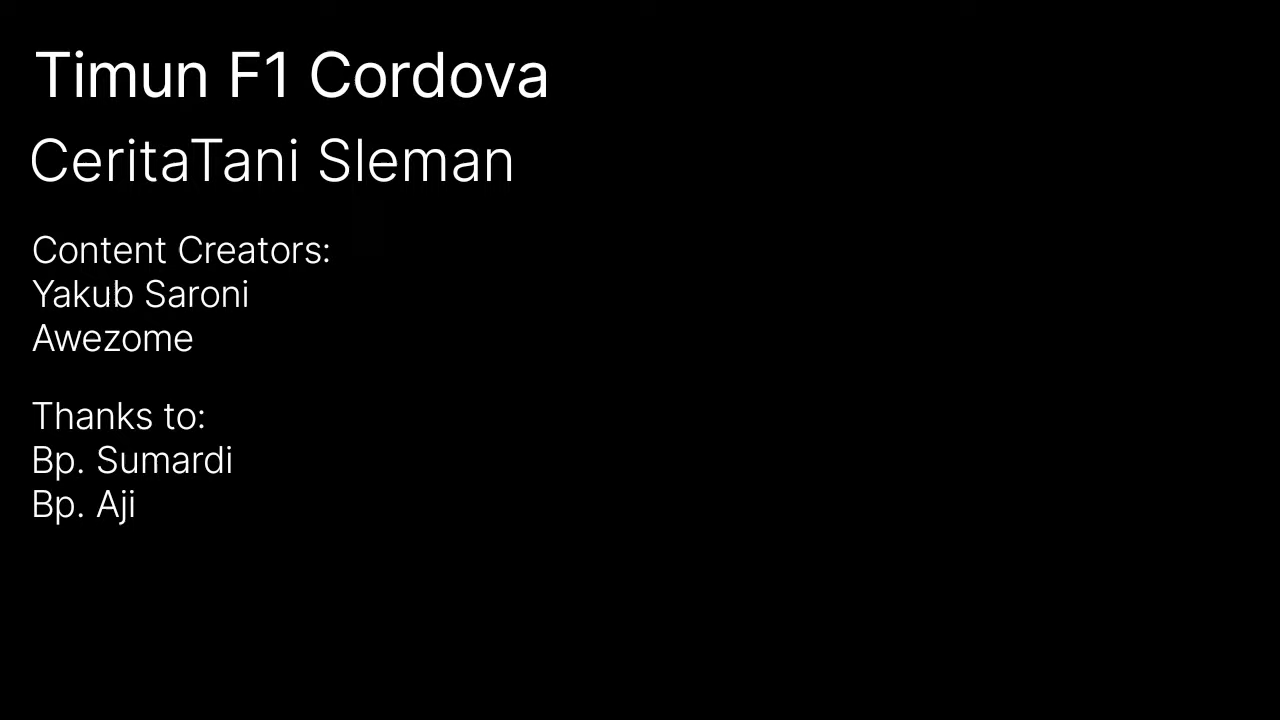 Timun F1 Cordova
CeritaTani Sleman
Content Creators:
Yakub Saroni
Awezome
Thanks to:
Bp. Sumardi
Bp. Aji